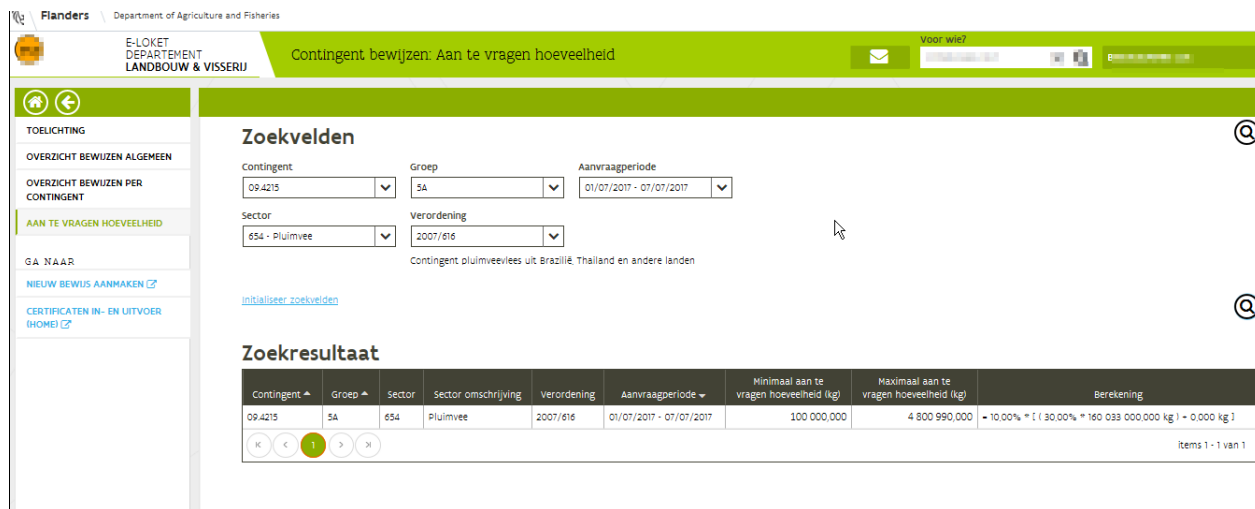 Flanders
Department of Agriculture and Fisheries
E-LOKET
DEPARTEMENT
LANDBOUW & VISSERIJ
Contingent bewijzen: Aan te vragen hoeveelheid
Voor wie?
TOELICHTING
OVERZICHT BEWIJZEN ALGEMEEN
OVERZICHT BEWIJZEN PER
CONTINGENT
AAN TE VRAGEN HOEVEELHEID
GA NAAR
NIEUW BEWIJS AANMAKEN
CERTIFICATEN IN- EN UITVOER
(HOME)
Zoekvelden
Contingent Groep Aanvraagperiode
09.4215 5A 01/07/2017 - 07/07/2017
Sector Verordening
654 - Pluimvee 2007/616
Contingent pluimveevlees uit Brazilië, Thailand en andere landen
Initialiseer zoekvelden
Zoekresultaat
Contingent Groep Sector Sector omschrijving Verordening Aanvraagperiode Minimaal aan te vragen hoeveelheid (kg) Maximaal aan te vragen hoeveelheid (kg) Berekening
09.4215 5A 654 Pluimvee 2007/616 01/07/2017 - 07/07/2017 100 000,000 4 800 990,000 = 10,00% * [ ( 30,00% * 160 033 000,000 kg ) + 0,000 kg ]
1
items 1 - 1 van 1